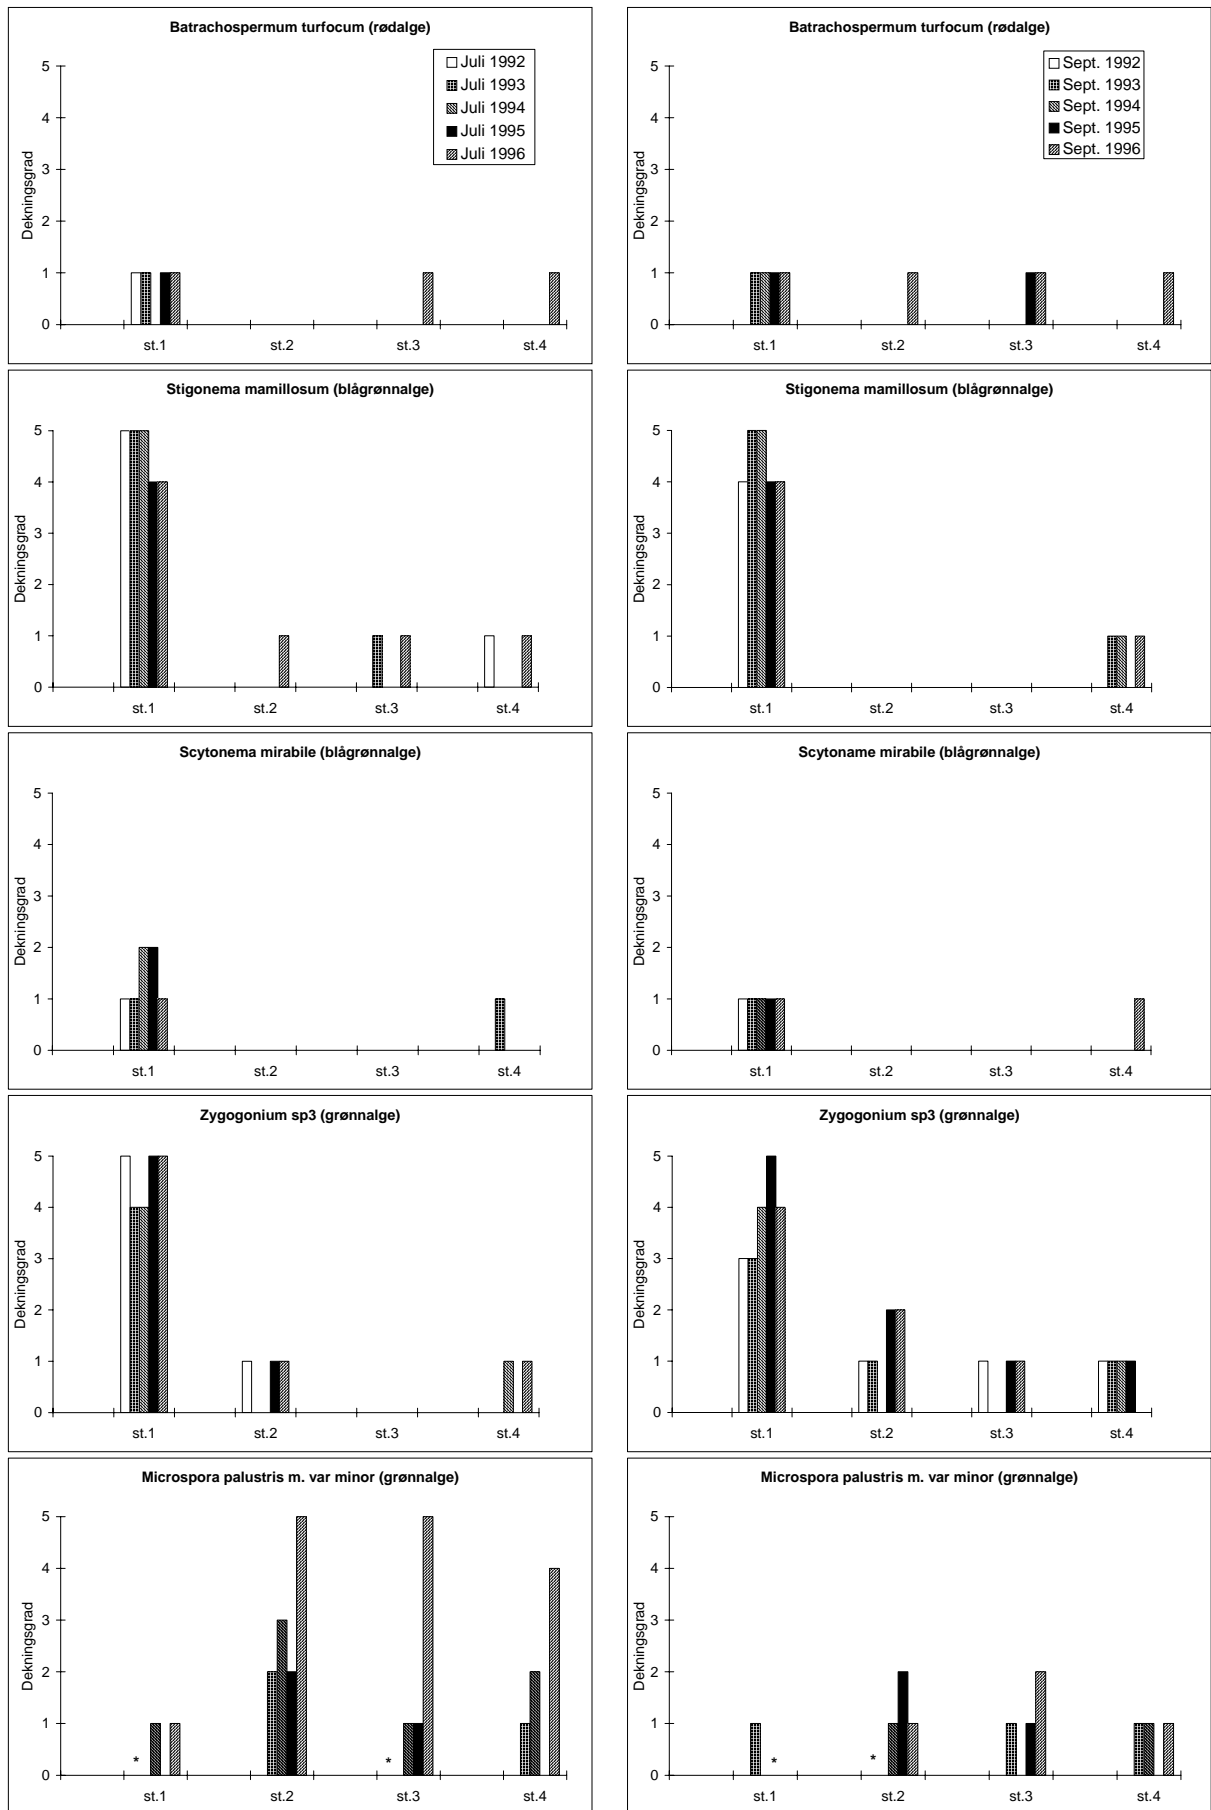 Batrachospermum turfocum (rødalge)
Juli 1992
Juli 1993
Juli 1994
Juli 1995
Juli 1996
Dekningsgrad
5
4
3
2
1
0
st.1 st.2 st.3 st.4
Batrachospermum turfocum (rødalge)
Sept. 1992
Sept. 1993
Sept. 1994
Sept. 1995
Sept. 1996
Dekningsgrad
5
4
3
2
1
0
st.1 st.2 st.3 st.4
Stigonema mamillosum (blågrønnalge)
Dekningsgrad
5
4
3
2
1
0
st.1 st.2 st.3 st.4
Stigonema mamillosum (blågrønnalge)
Dekningsgrad
5
4
3
2
1
0
st.1 st.2 st.3 st.4
Scytonema mirabile (blågrønnalge)
Dekningsgrad
5
4
3
2
1
0
st.1 st.2 st.3 st.4
Scytoname mirabile (blågrønnalge)
Dekningsgrad
5
4
3
2
1
0
st.1 st.2 st.3 st.4
Zygogonium sp3 (grønnalge)
Dekningsgrad
5
4
3
2
1
0
st.1 st.2 st.3 st.4
Zygogonium sp3 (grønnalge)
Dekningsgrad
5
4
3
2
1
0
st.1 st.2 st.3 st.4
Microspora palustris m. var minor (grønnalge)
Dekningsgrad
5
4
3
2
1
0
* *
st.1 st.2 st.3 st.4
Microspora palustris m. var minor (grønnalge)
Dekningsgrad
5
4
3
2
1
0
* *
st.1 st.2 st.3 st.4